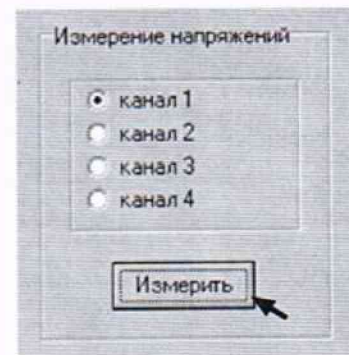 Измерение напряжений
канал 1
канал 2
канал 3
канал 4
Измерить